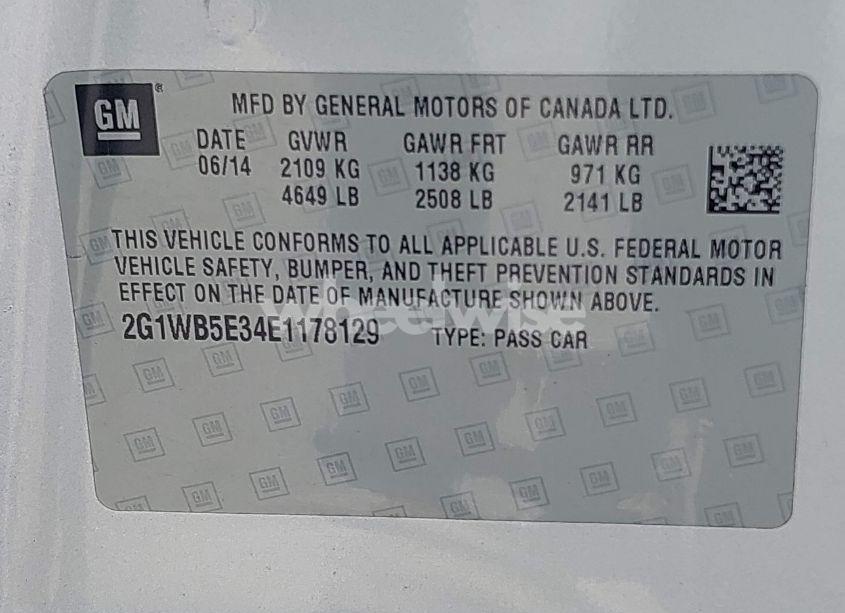 GM®
MFD BY GENERAL MOTORS OF CANADA LTD.
DATE GVWR GAWR FRT GAWR RR
06/14 2109 KG 1138 KG 971 KG
4649 LB 2508 LB 2141 LB
THIS VEHICLE CONFORMS TO ALL APPLICABLE U.S. FEDERAL MOTOR
VEHICLE SAFETY, BUMPER, AND THEFT PREVENTION STANDARDS IN
EFFECT ON THE DATE OF MANUFACTURE SHOWN ABOVE.
wheelwise
2G1WB5E34E1178129 TYPE: PASS CAR